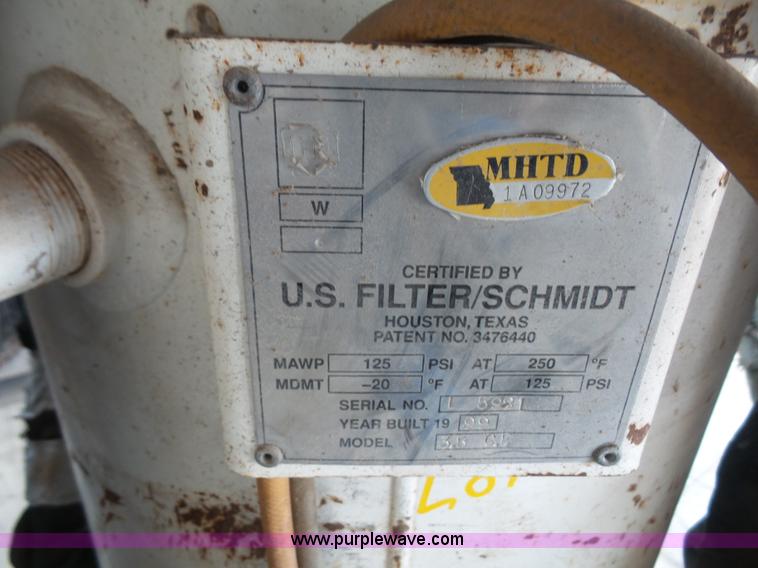 MHTD
1A09972
W
CERTIFIED BY
U.S. FILTER/SCHMIDT
HOUSTON, TEXAS
PATENT NO. 3476440
MAWP 125 PSI AT 250 °F
MDMT -20 °F AT 125 PSI
SERIAL NO.
YEAR BUILT 19 99
MODEL
www.purplewave.com